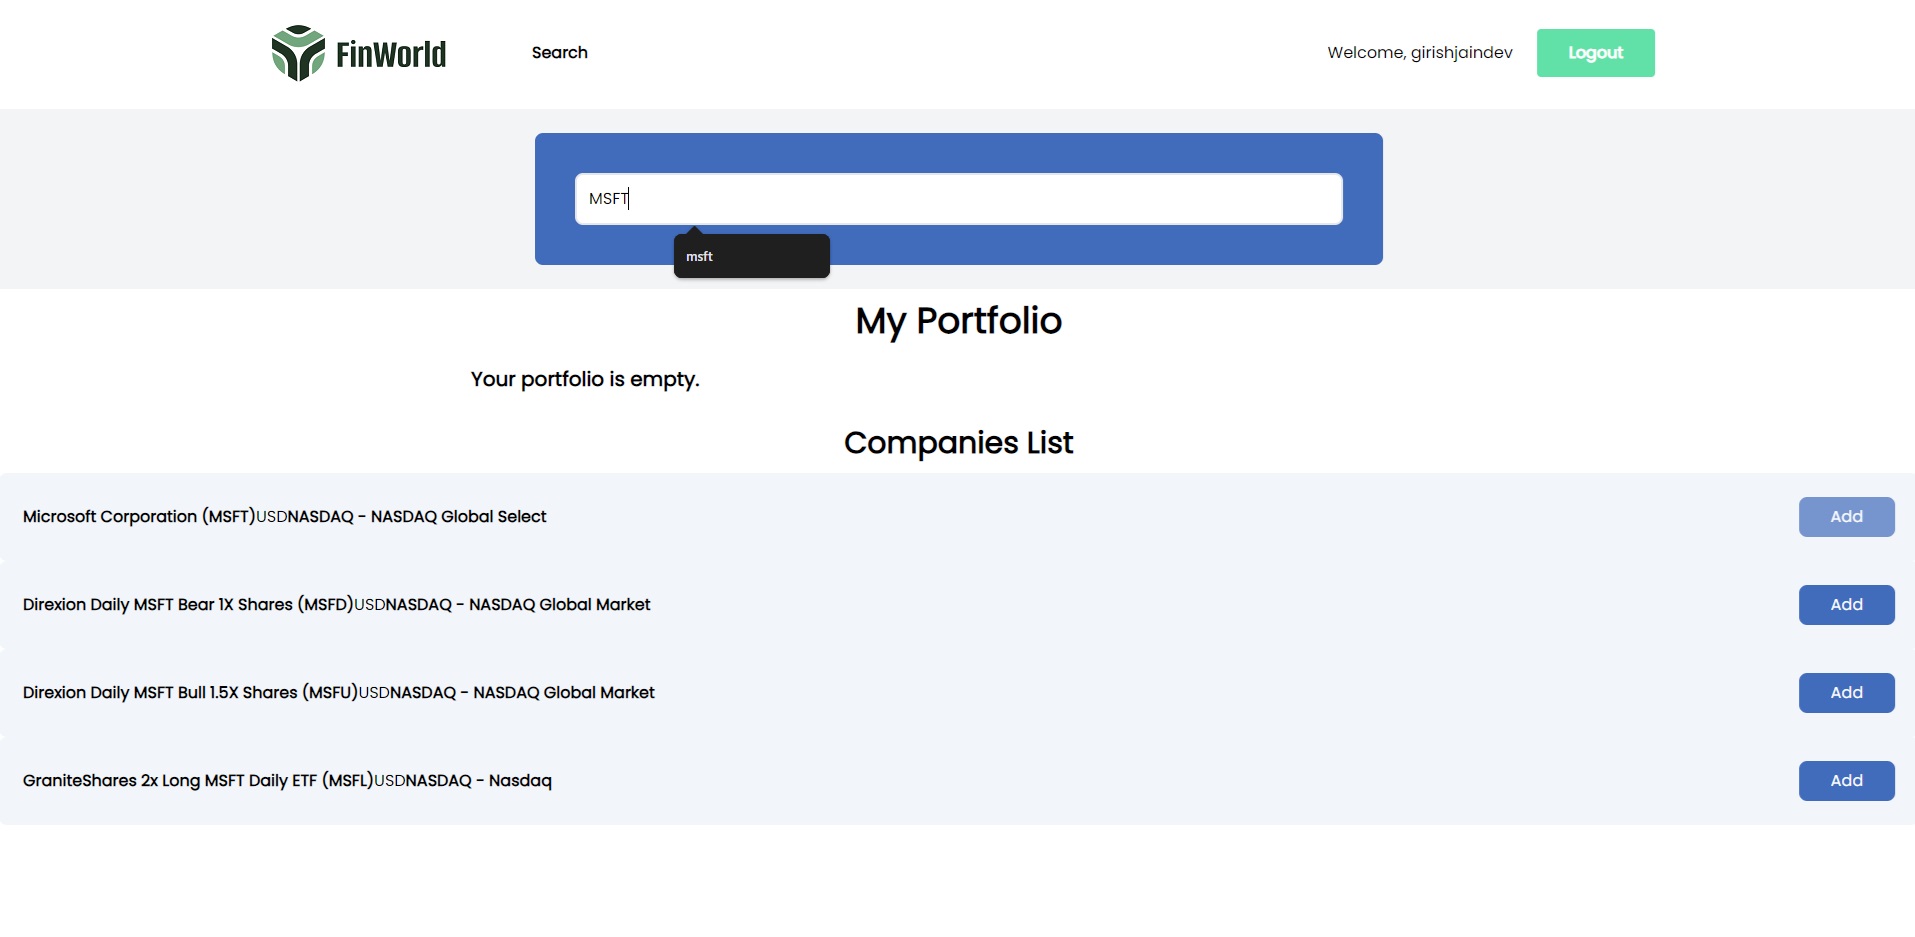 FinWorld
Search
Welcome, girishjaindev
Logout
MSFT
msft
My Portfolio
Your portfolio is empty.
Companies List
Microsoft Corporation (MSFT)USDNASDAQ - NASDAQ Global Select
Add
Direxion Daily MSFT Bear 1X Shares (MSFD)USDNASDAQ - NASDAQ Global Market
Add
Direxion Daily MSFT Bull 1.5X Shares (MSFU)USDNASDAQ - NASDAQ Global Market
Add
GraniteShares 2x Long MSFT Daily ETF (MSFL)USDNASDAQ - Nasdaq
Add